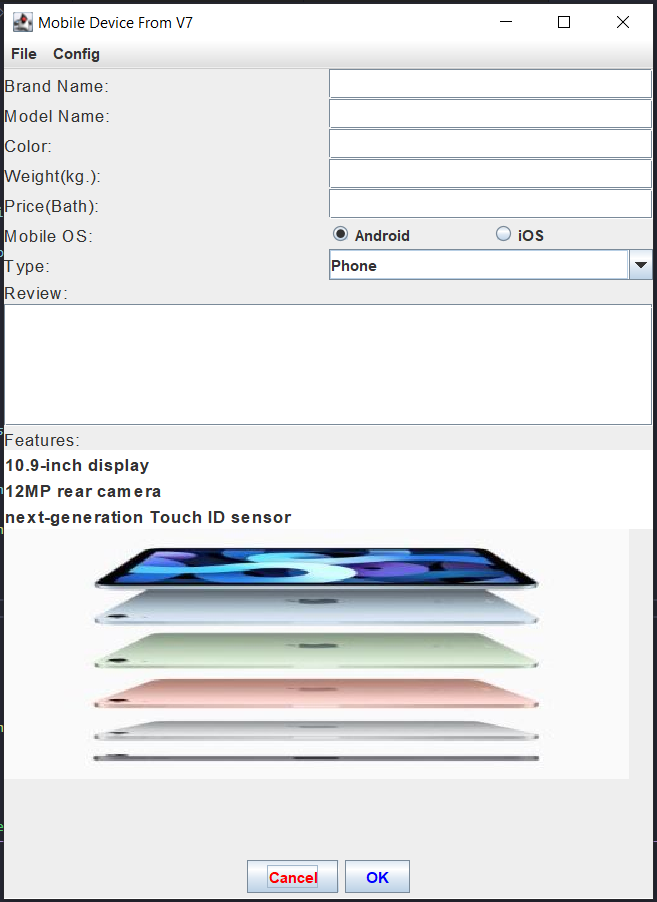 Mobile Device From V7
File Config
Brand Name:
Model Name:
Color:
Weight(kg.):
Price(Bath):
Mobile OS: Android iOS
Type: Phone
Review:
Features:
10.9-inch display
12MP rear camera
next-generation Touch ID sensor
Cancel OK